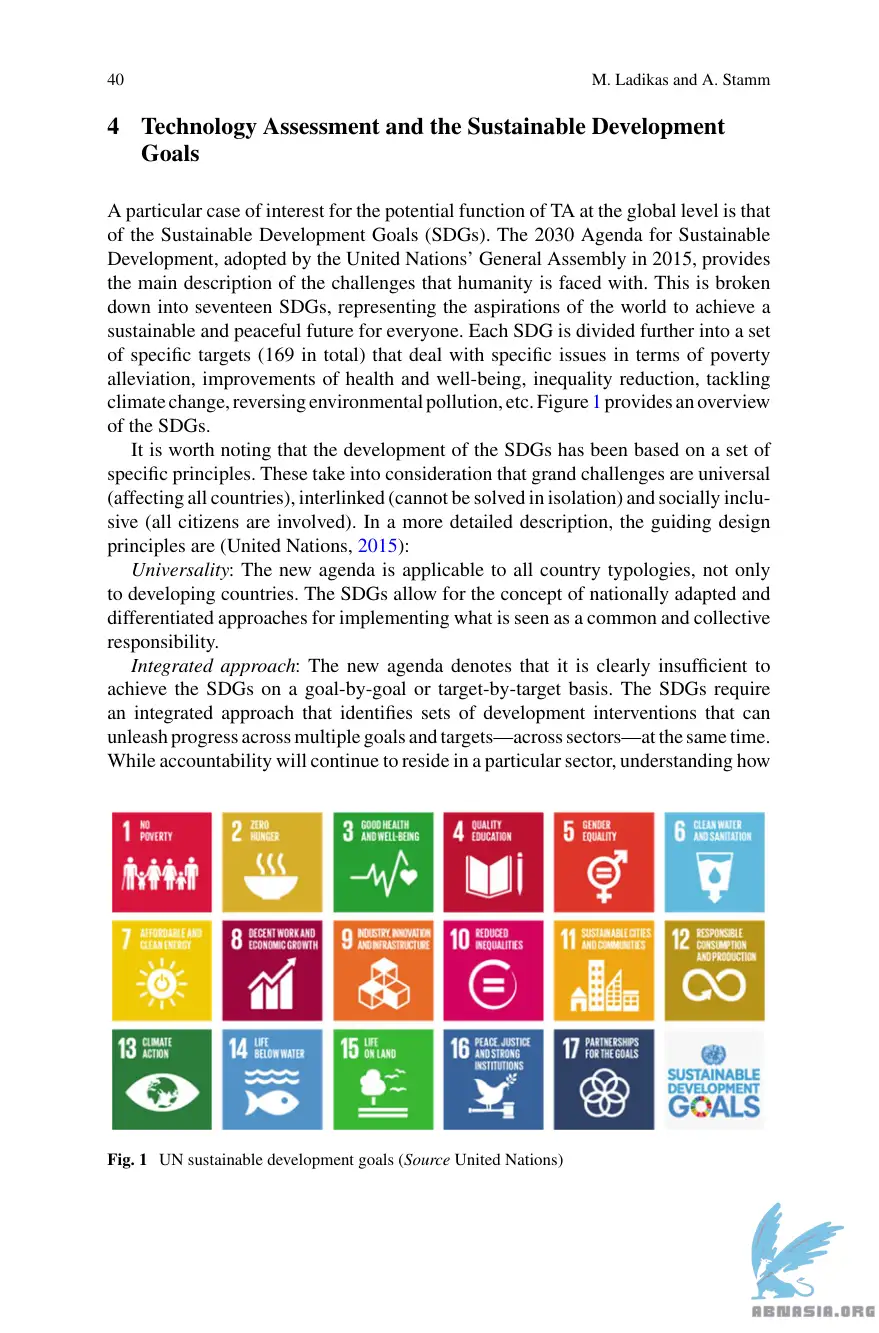 40
M. Ladikas and A. Stamm
4 Technology Assessment and the Sustainable Development
Goals
A particular case of interest for the potential function of TA at the global level is that
of the Sustainable Development Goals (SDGs). The 2030 Agenda for Sustainable
Development, adopted by the United Nations’ General Assembly in 2015, provides
the main description of the challenges that humanity is faced with. This is broken
down into seventeen SDGs, representing the aspirations of the world to achieve a
sustainable and peaceful future for everyone. Each SDG is divided further into a set
of specific targets (169 in total) that deal with specific issues in terms of poverty
alleviation, improvements of health and well-being, inequality reduction, tackling
climate change, reversing environmental pollution, etc. Figure 1 provides an overview
of the SDGs.
It is worth noting that the development of the SDGs has been based on a set of
specific principles. These take into consideration that grand challenges are universal
(affecting all countries), interlinked (cannot be solved in isolation) and socially inclu-
sive (all citizens are involved). In a more detailed description, the guiding design
principles are (United Nations, 2015):
Universality: The new agenda is applicable to all country typologies, not only
to developing countries. The SDGs allow for the concept of nationally adapted and
differentiated approaches for implementing what is seen as a common and collective
responsibility.
Integrated approach: The new agenda denotes that it is clearly insufficient to
achieve the SDGs on a goal-by-goal or target-by-target basis. The SDGs require
an integrated approach that identifies sets of development interventions that can
unleash progress across multiple goals and targets—across sectors—at the same time.
While accountability will continue to reside in a particular sector, understanding how
1 NO
POVERTY
2 ZERO
HUNGER
3 GOOD HEALTH
AND WELL-BEING
4 QUALITY
EDUCATION
5 GENDER
EQUALITY
6 CLEAN WATER
AND SANITATION
7 AFFORDABLE AND
CLEAN ENERGY
8 DECENT WORK AND
ECONOMIC GROWTH
9 INDUSTRY, INNOVATION
AND INFRASTRUCTURE
10 REDUCED
INEQUALITIES
11 SUSTAINABLE CITIES
AND COMMUNITIES
12 RESPONSIBLE
CONSUMPTION
AND PRODUCTION
13 CLIMATE
ACTION
14 LIFE
BELOW WATER
15 LIFE
ON LAND
16 PEACE, JUSTICE
AND STRONG
INSTITUTIONS
17 PARTNERSHIPS
FOR THE GOALS
SUSTAINABLE
DEVELOPMENT
GOALS
Fig. 1 UN sustainable development goals (Source United Nations)
ABNASIA.ORG